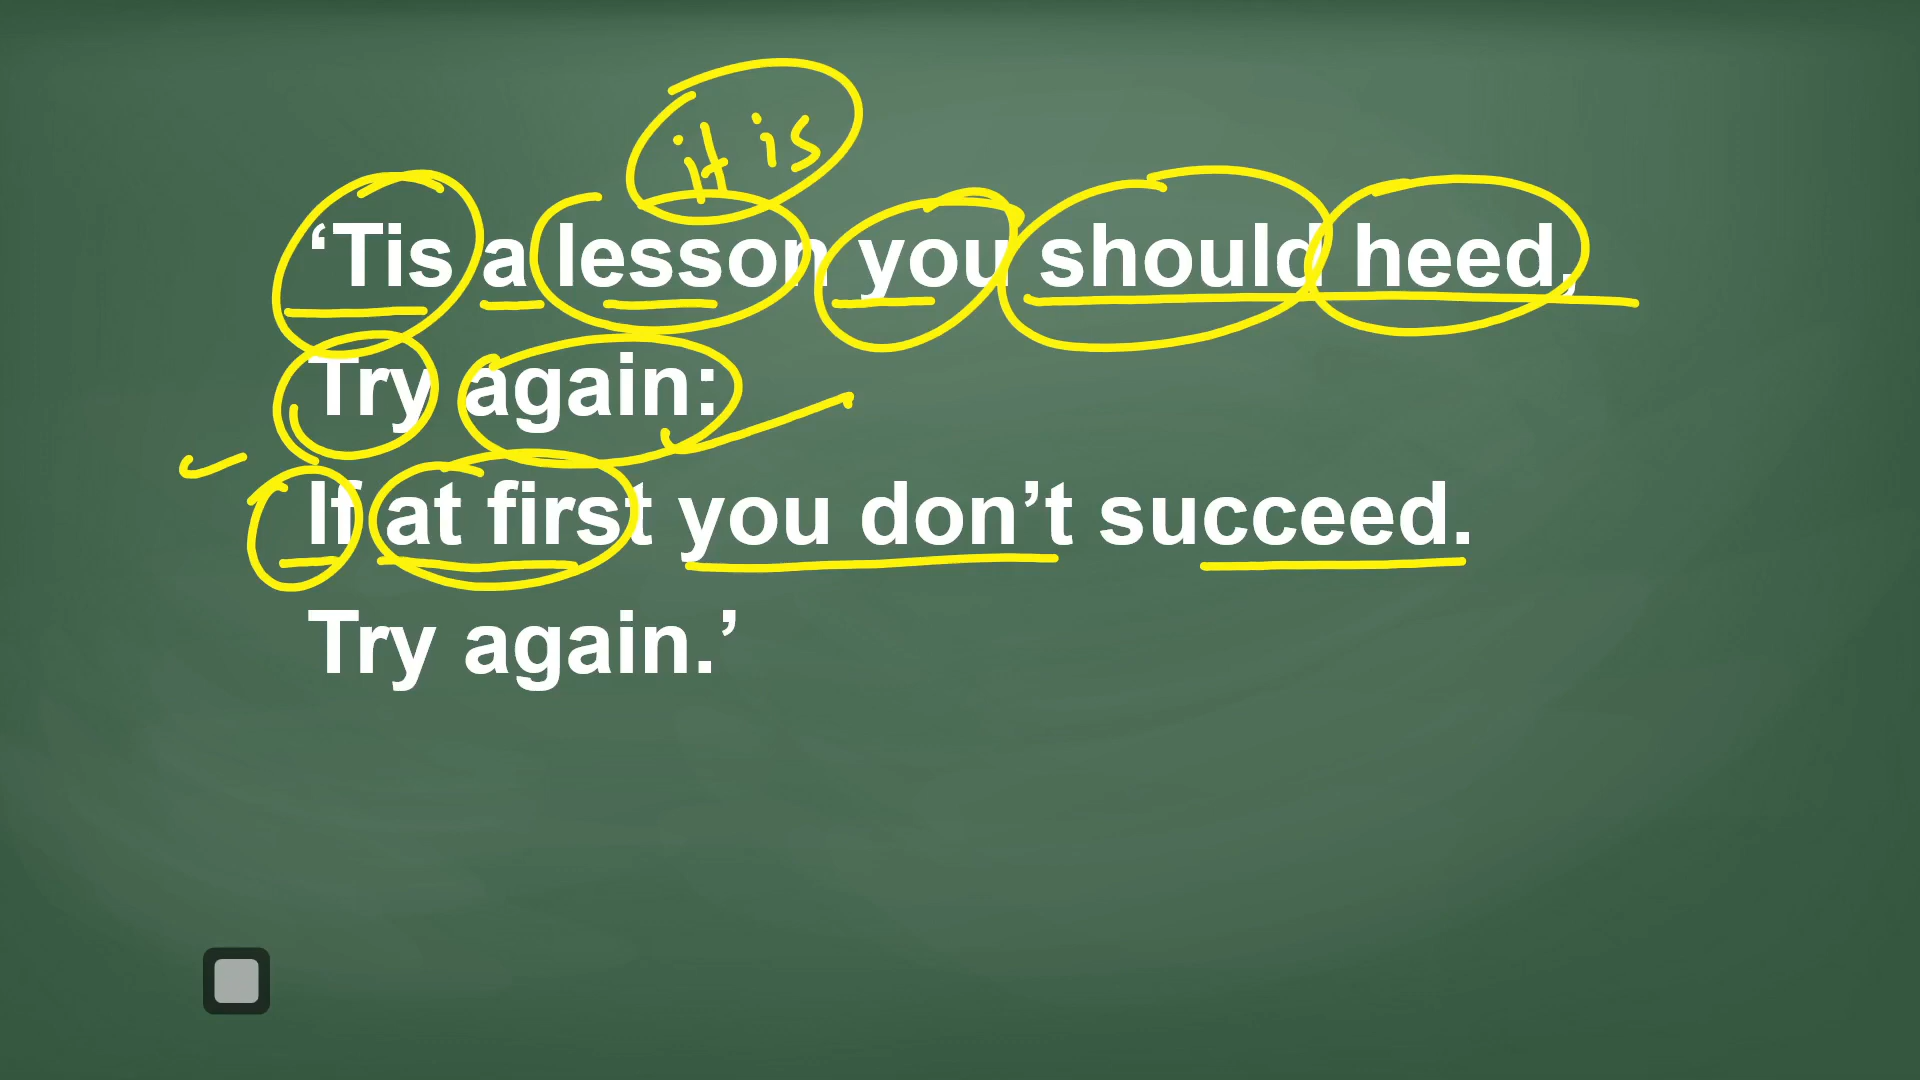 it is
‘Tis a lesson you should heed,
Try again:
If at first you don’t succeed.
Try again.’